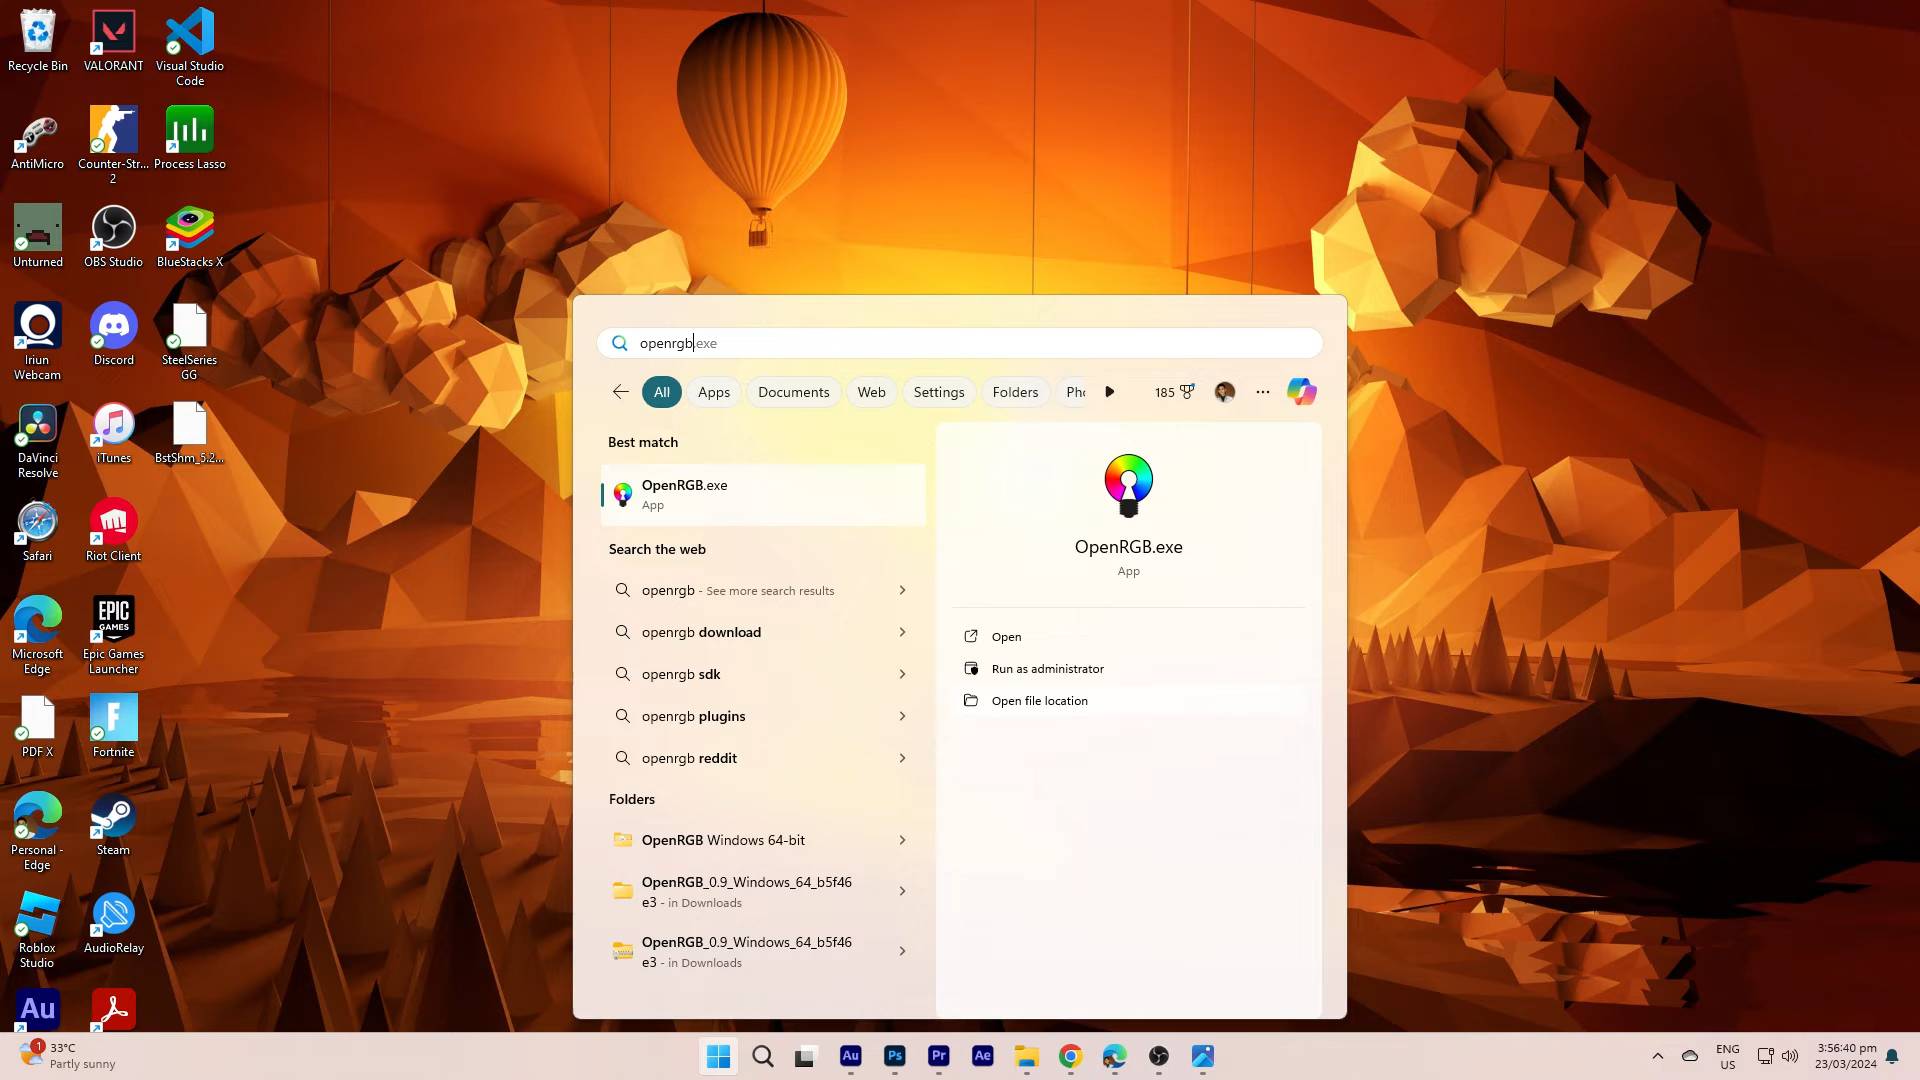 Recycle Bin
VALORANT
Visual Studio
Code
AntiMicro
Counter-Str...
2
Process Lasso
Unturned
OBS Studio
BlueStacks X
Iriun
Webcam
Discord
SteelSeries
GG
DaVinci
Resolve
iTunes
BstShm_5.2...
Safari
Riot Client
Microsoft
Edge
EPIC
GAMES
Epic Games
Launcher
PDF X
F
Fortnite
Personal -
Edge
Steam
Roblox
Studio
AudioRelay
Au
openrgb.exe
All
Apps
Documents
Web
Settings
Folders
Pho
185
Best match
OpenRGB.exe
App
Search the web
openrgb - See more search results
openrgb download
openrgb sdk
openrgb plugins
openrgb reddit
Folders
OpenRGB Windows 64-bit
OpenRGB_0.9_Windows_64_b5f46
e3 - in Downloads
OpenRGB_0.9_Windows_64_b5f46
e3 - in Downloads
OpenRGB.exe
App
Open
Run as administrator
Open file location
1
33°C
Partly sunny
Au
Ps
Pr
Ae
ENG
US
3:56:40 pm
23/03/2024